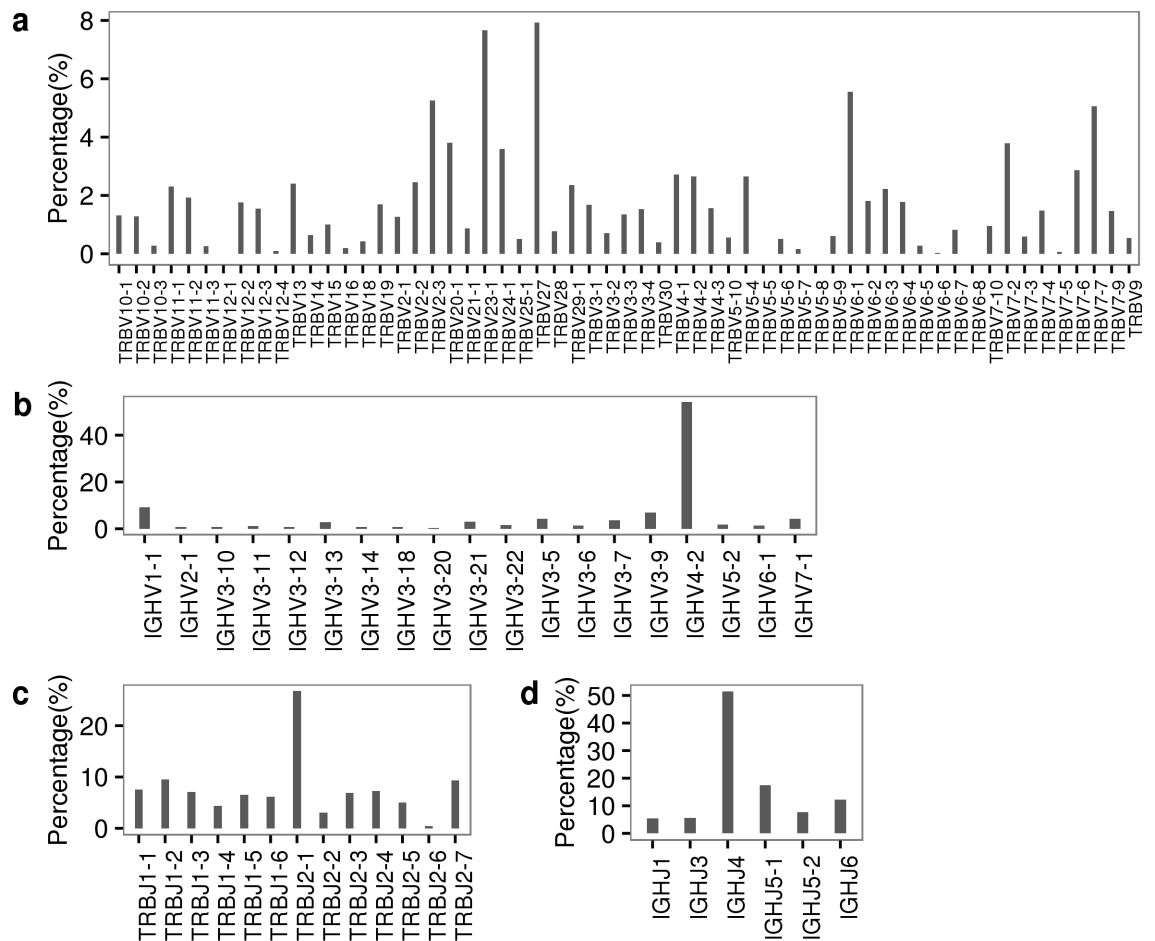 a
Percentage(%)
8
6
4
2
0
TRBV10-1
TRBV10-2
TRBV10-3
TRBV11-1
TRBV11-2
TRBV11-3
TRBV12-1
TRBV12-2
TRBV12-3
TRBV12-4
TRBV13
TRBV14
TRBV15
TRBV16
TRBV18
TRBV19
TRBV2-1
TRBV2-2
TRBV2-3
TRBV20-1
TRBV21-1
TRBV23-1
TRBV24-1
TRBV25-1
TRBV27
TRBV28
TRBV29-1
TRBV3-1
TRBV3-2
TRBV3-3
TRBV3-4
TRBV30
TRBV4-1
TRBV4-2
TRBV4-3
TRBV5-10
TRBV5-4
TRBV5-5
TRBV5-6
TRBV5-7
TRBV5-8
TRBV5-9
TRBV6-1
TRBV6-2
TRBV6-3
TRBV6-4
TRBV6-5
TRBV6-6
TRBV6-7
TRBV6-8
TRBV7-10
TRBV7-2
TRBV7-3
TRBV7-4
TRBV7-5
TRBV7-6
TRBV7-7
TRBV7-9
TRBV9
b
Percentage(%)
40
20
0
IGHV1-1
IGHV2-1
IGHV3-10
IGHV3-11
IGHV3-12
IGHV3-13
IGHV3-14
IGHV3-18
IGHV3-20
IGHV3-21
IGHV3-22
IGHV3-5
IGHV3-6
IGHV3-7
IGHV3-9
IGHV4-2
IGHV5-2
IGHV6-1
IGHV7-1
c
Percentage(%)
20
10
0
TRBJ1-1
TRBJ1-2
TRBJ1-3
TRBJ1-4
TRBJ1-5
TRBJ1-6
TRBJ2-1
TRBJ2-2
TRBJ2-3
TRBJ2-4
TRBJ2-5
TRBJ2-6
TRBJ2-7
d
Percentage(%)
50
40
30
20
10
0
IGHJ1
IGHJ3
IGHJ4
IGHJ5-1
IGHJ5-2
IGHJ6